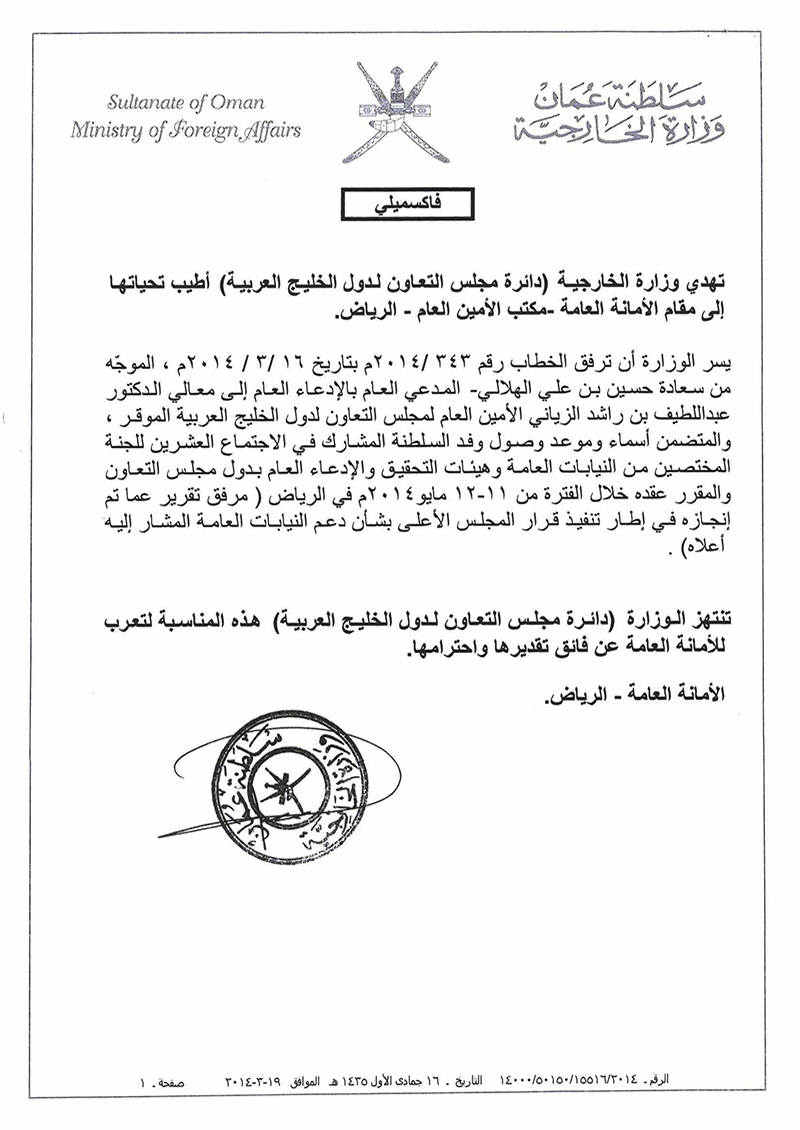 Sultanate of Oman
Ministry of Foreign Affairs
سلطنة عمان
وزارة الخارجية
فاكسميلي
تهدي وزارة الخارجية (دائرة مجلس التعاون لدول الخليج العربية) أطيب تحياتها
إلى مقام الأمانة العامة -مكتب الأمين العام - الرياض.
يسر الوزارة أن ترفق الخطاب رقم ٣٤٣ /٢٠١٤م بتاريخ ١٦ /٣ / ٢٠١٤م ، الموجّه
من سعادة حسين بن علي الهلالي- المدعي العام بالإدعاء العام إلى معالي الدكتور
عبداللطيف بن راشد الزياني الأمين العام لمجلس التعاون لدول الخليج العربية الموقر ،
والمتضمن أسماء وموعد وصول وفد السلطنة المشارك في الاجتماع العشرين للجنة
المختصين من النيابات العامة وهيئات التحقيق والإدعاء العام بدول مجلس التعاون
والمقرر عقده خلال الفترة من ١١-١٢ مايو٢٠١٤م في الرياض ( مرفق تقرير عما تم
إنجازه في إطار تنفيذ قرار المجلس الأعلى بشأن دعم النيابات العامة المشار إليه
أعلاه) .
تنتهز الوزارة (دائرة مجلس التعاون لدول الخليج العربية) هذه المناسبة لتعرب
للأمانة العامة عن فائق تقديرها واحترامها.
الأمانة العامة - الرياض.
سلطنة عمان
وزارة الخارجية
الرقم ـ ١٤٠٠٠/٥٠١٥٠/١٥٥١٦/٢٠١٤ التاريخ ـ ١٦ جمادى الأول ١٤٣٥ هـ الموافق ١٩-٣-٢٠١٤ صفحة ـ ١